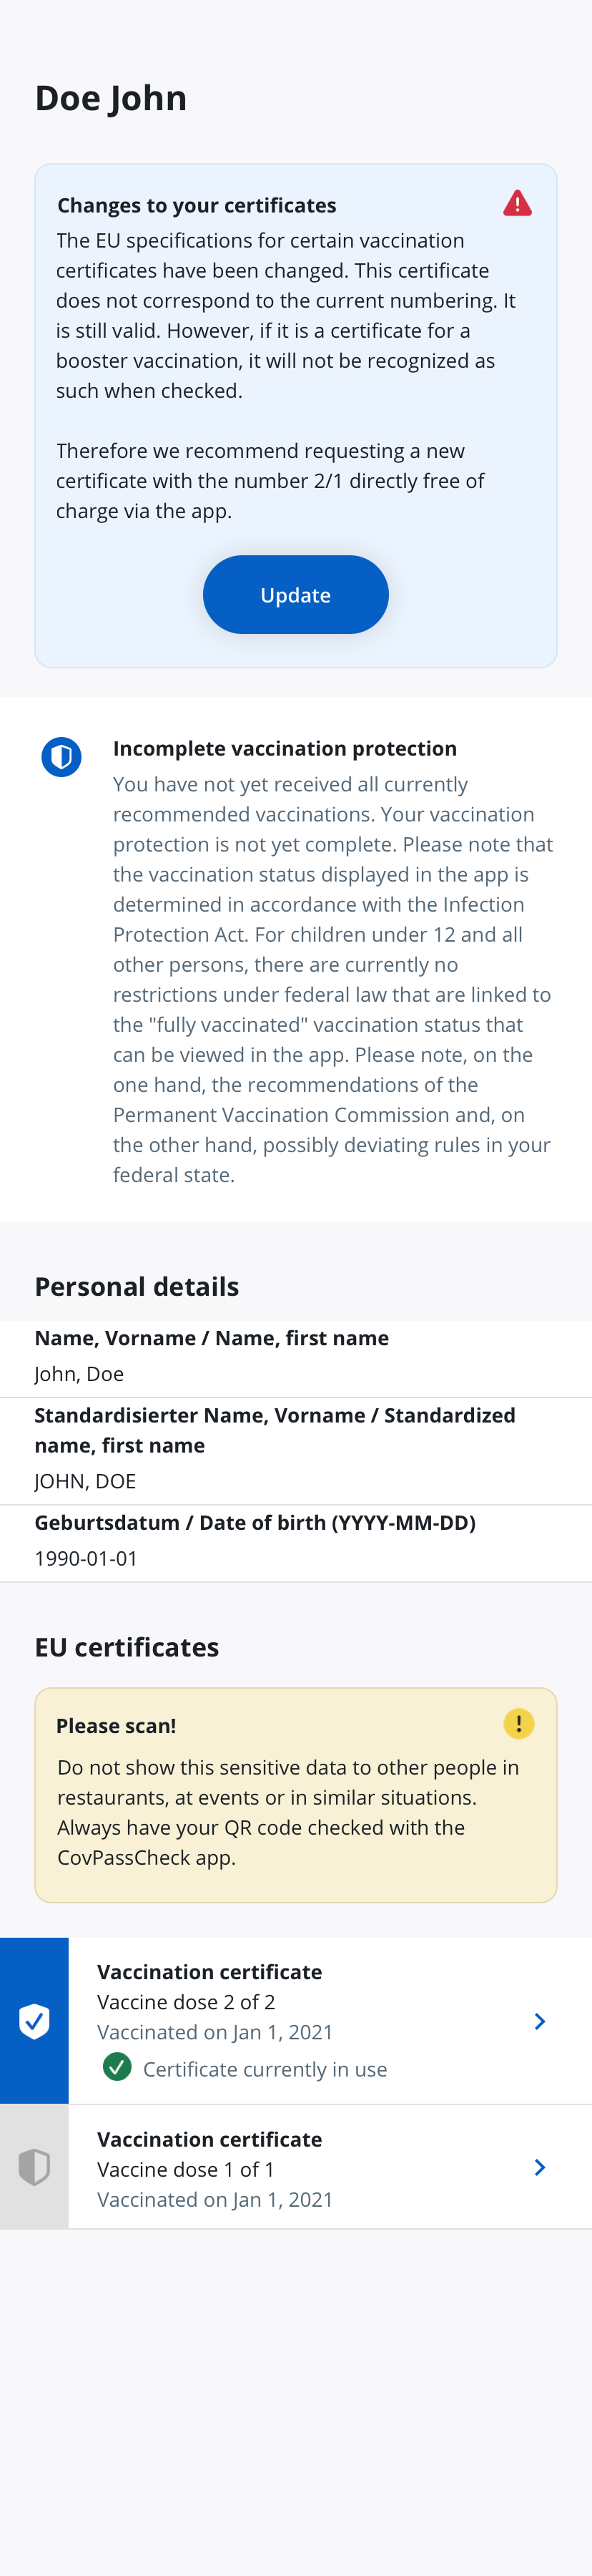 Doe John
Changes to your certificates
The EU specifications for certain vaccination
certificates have been changed. This certificate
does not correspond to the current numbering. It
is still valid. However, if it is a certificate for a
booster vaccination, it will not be recognized as
such when checked.
Therefore we recommend requesting a new
certificate with the number 2/1 directly free of
charge via the app.
Update
Incomplete vaccination protection
You have not yet received all currently
recommended vaccinations. Your vaccination
protection is not yet complete. Please note that
the vaccination status displayed in the app is
determined in accordance with the Infection
Protection Act. For children under 12 and all
other persons, there are currently no
restrictions under federal law that are linked to
the "fully vaccinated" vaccination status that
can be viewed in the app. Please note, on the
one hand, the recommendations of the
Permanent Vaccination Commission and, on
the other hand, possibly deviating rules in your
federal state.
Personal details
Name, Vorname / Name, first name
John, Doe
Standardisierter Name, Vorname / Standardized
name, first name
JOHN, DOE
Geburtsdatum / Date of birth (YYYY-MM-DD)
1990-01-01
EU certificates
Please scan!
Do not show this sensitive data to other people in
restaurants, at events or in similar situations.
Always have your QR code checked with the
CovPassCheck app.
Vaccination certificate
Vaccine dose 2 of 2
Vaccinated on Jan 1, 2021
Certificate currently in use
Vaccination certificate
Vaccine dose 1 of 1
Vaccinated on Jan 1, 2021